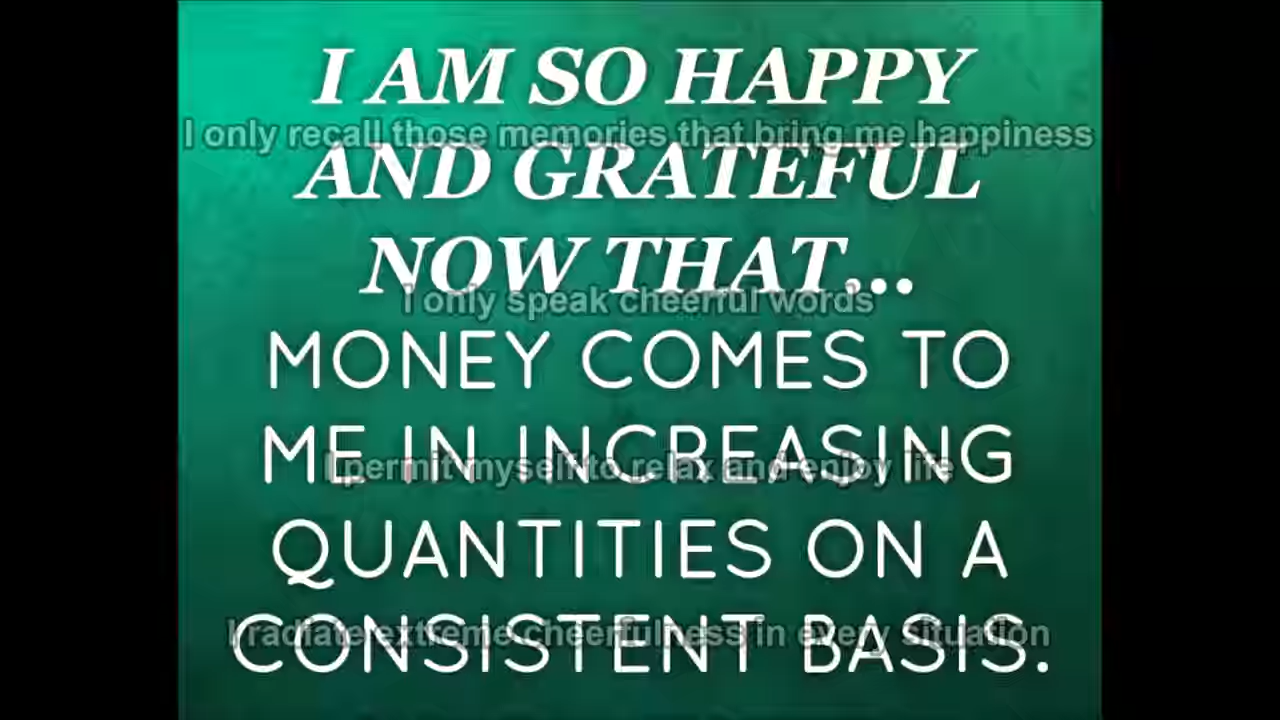 I AM SO HAPPY
I only recall those memories that bring me happiness
AND GRATEFUL
NOW THAT...
I only speak cheerful words
MONEY COMES TO
ME IN INCREASING
I permit myself to relax and enjoy life
QUANTITIES ON A
I radiate extreme cheerfulness in every situation
CONSISTENT BASIS.